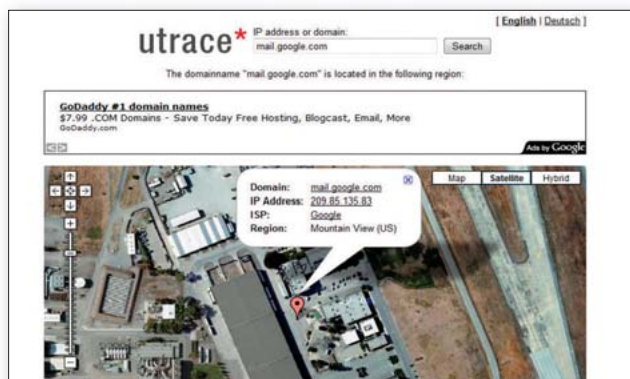 [ English | Deutsch ]
utrace*
IP address or domain:
mail.google.com
Search
The domainname "mail.google.com" is located in the following region:
GoDaddy #1 domain names
$7.99 .COM Domains - Save Today Free Hosting, Blogcast, Email, More
GoDaddy.com
Ads by Google
Map Satellite Hybrid
Domain: mail.google.com
IP Address: 209.85.135.83
ISP: Google
Region: Mountain View (US)